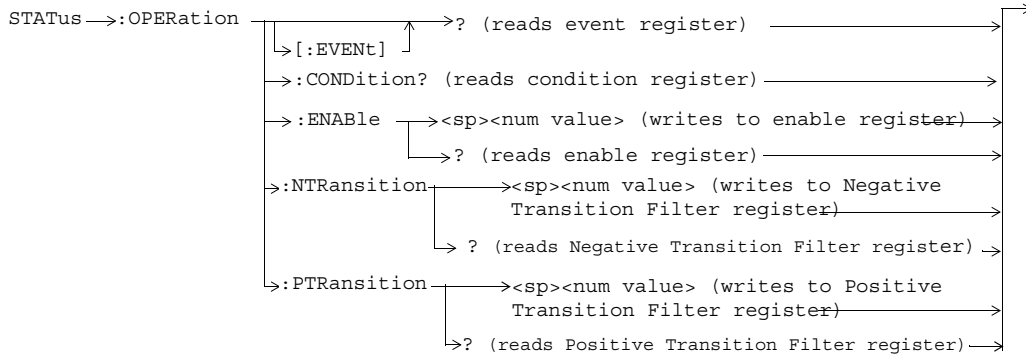 STATus :OPERation ? (reads event register)
[:EVENt]
:CONDition? (reads condition register)
:ENABle <sp><num value> (writes to enable register)
? (reads enable register)
:NTRansition <sp><num value> (writes to Negative
Transition Filter register)
? (reads Negative Transition Filter register)
:PTRansition <sp><num value> (writes to Positive
Transition Filter register)
? (reads Positive Transition Filter register)